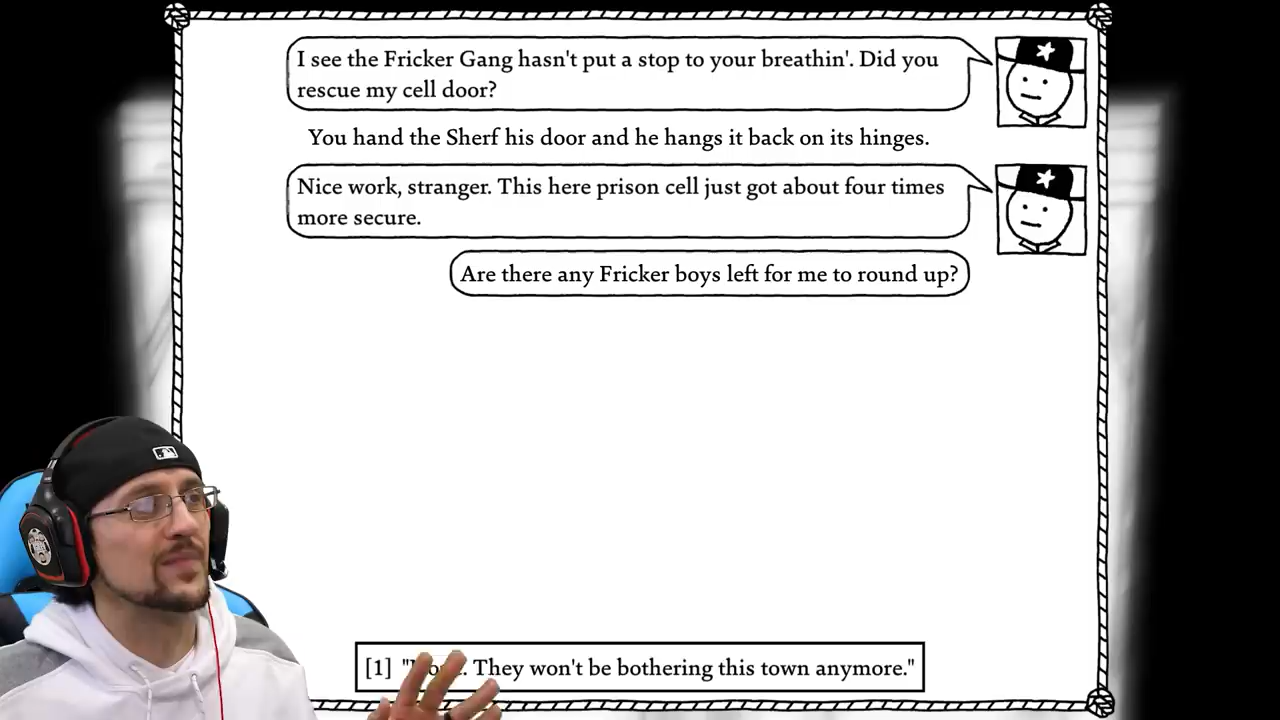 I see the Fricker Gang hasn't put a stop to your breathin'. Did you
rescue my cell door?
You hand the Sherf his door and he hangs it back on its hinges.
Nice work, stranger. This here prison cell just got about four times
more secure.
Are there any Fricker boys left for me to round up?
[1] " They won't be bothering this town anymore."